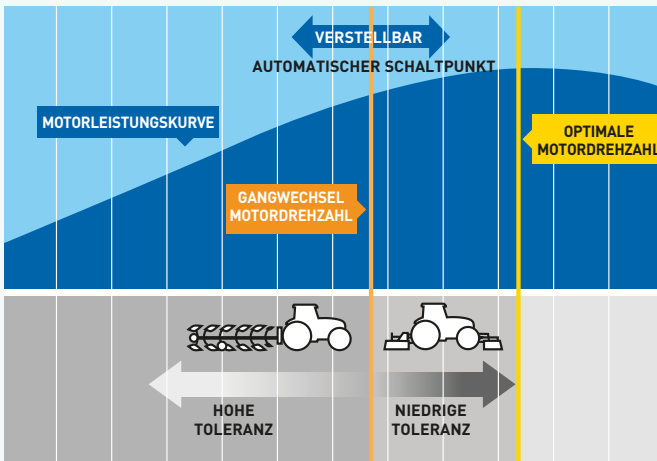 VERSTELLBAR
AUTOMATISCHER SCHALTPUNKT
MOTORLEISTUNGSKURVE
OPTIMALE
MOTORDREHZAHL
GANGWECHSEL
MOTORDREHZAHL
HOHE
TOLERANZ
NIEDRIGE
TOLERANZ